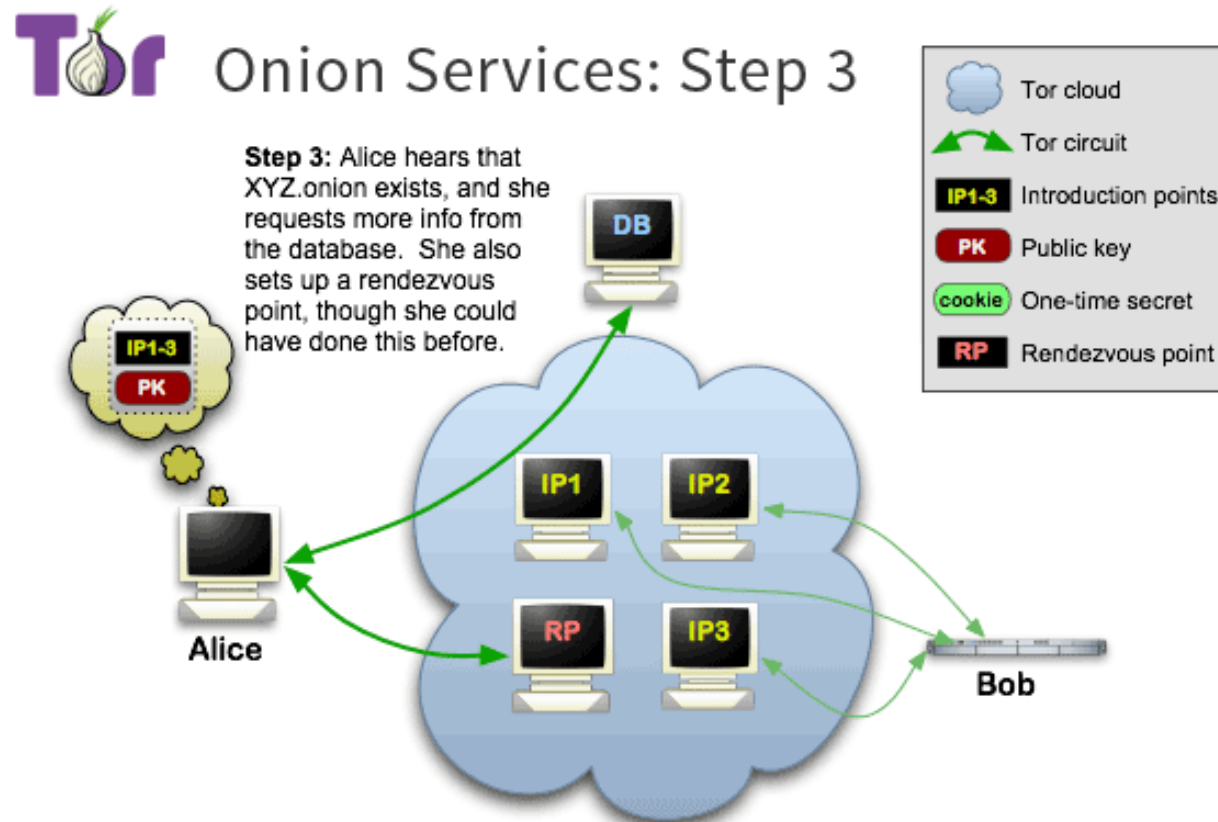 Tor
Onion Services: Step 3
Step 3: Alice hears that
XYZ.onion exists, and she
requests more info from
the database. She also
sets up a rendezvous
point, though she could
have done this before.
Tor cloud
Tor circuit
IP1-3 Introduction points
PK Public key
cookie One-time secret
RP Rendezvous point
DB
IP1-3
PK
IP1
IP2
RP
IP3
Alice
Bob